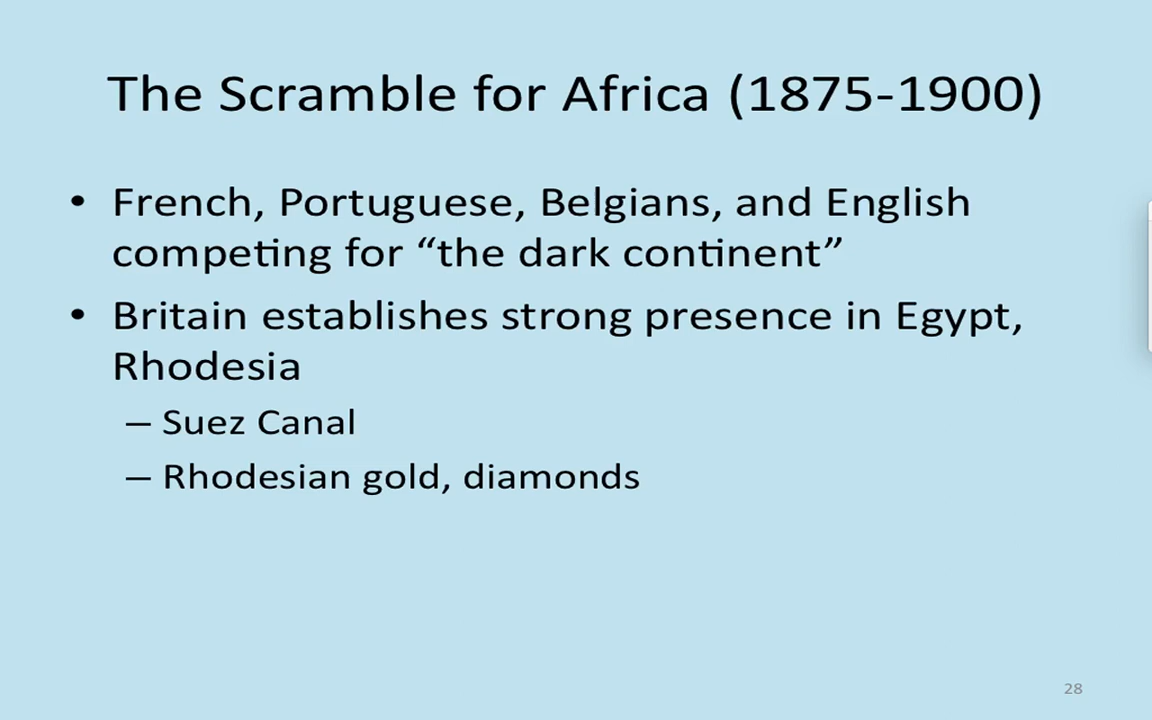 The Scramble for Africa (1875-1900)
• French, Portuguese, Belgians, and English
competing for “the dark continent”
• Britain establishes strong presence in Egypt,
Rhodesia
– Suez Canal
– Rhodesian gold, diamonds
28